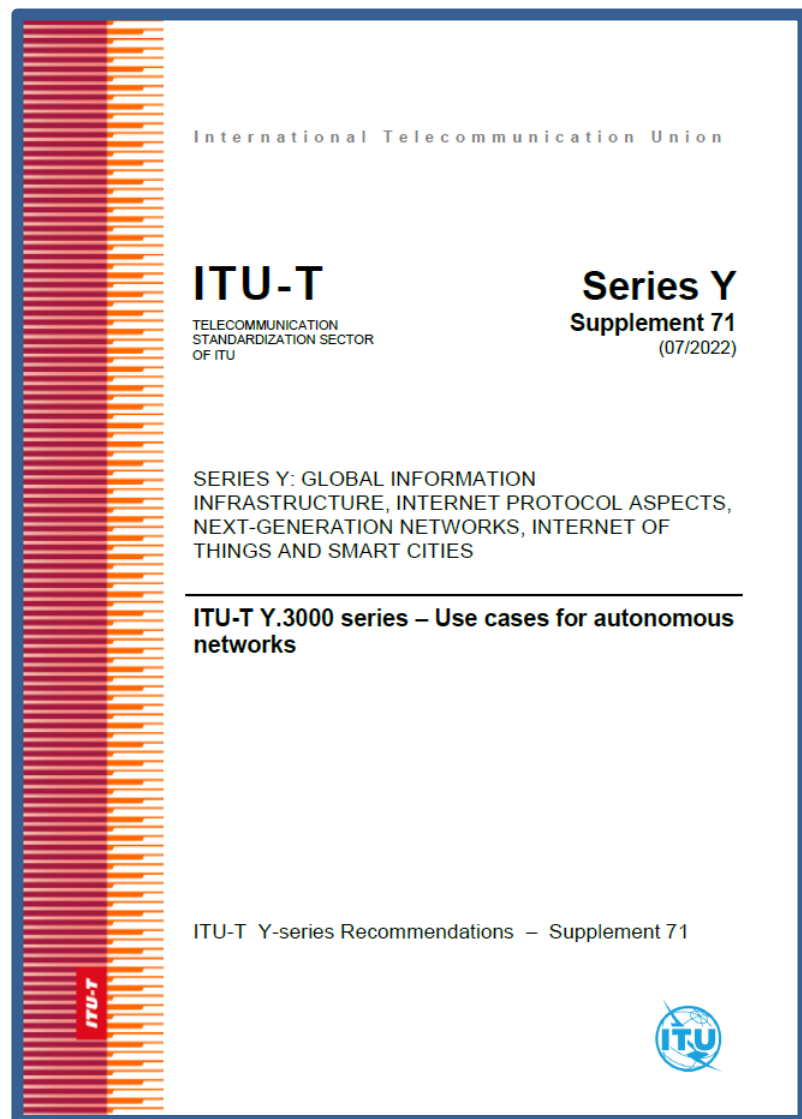 International Telecommunication Union
ITU-T
Series Y
TELECOMMUNICATION
STANDARDIZATION SECTOR
OF ITU
Supplement 71
(07/2022)
SERIES Y: GLOBAL INFORMATION
INFRASTRUCTURE, INTERNET PROTOCOL ASPECTS,
NEXT-GENERATION NETWORKS, INTERNET OF
THINGS AND SMART CITIES
ITU-T Y.3000 series – Use cases for autonomous
networks
ITU-T Y-series Recommendations – Supplement 71
ITU-T
ITU